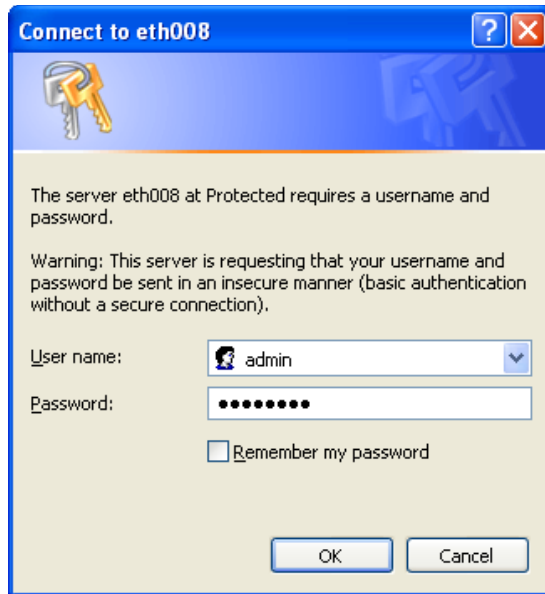 Connect to eth008
The server eth008 at Protected requires a username and
password.
Warning: This server is requesting that your username and
password be sent in an insecure manner (basic authentication
without a secure connection).
User name:
admin
Password:
●●●●●●●●
Remember my password
OK
Cancel